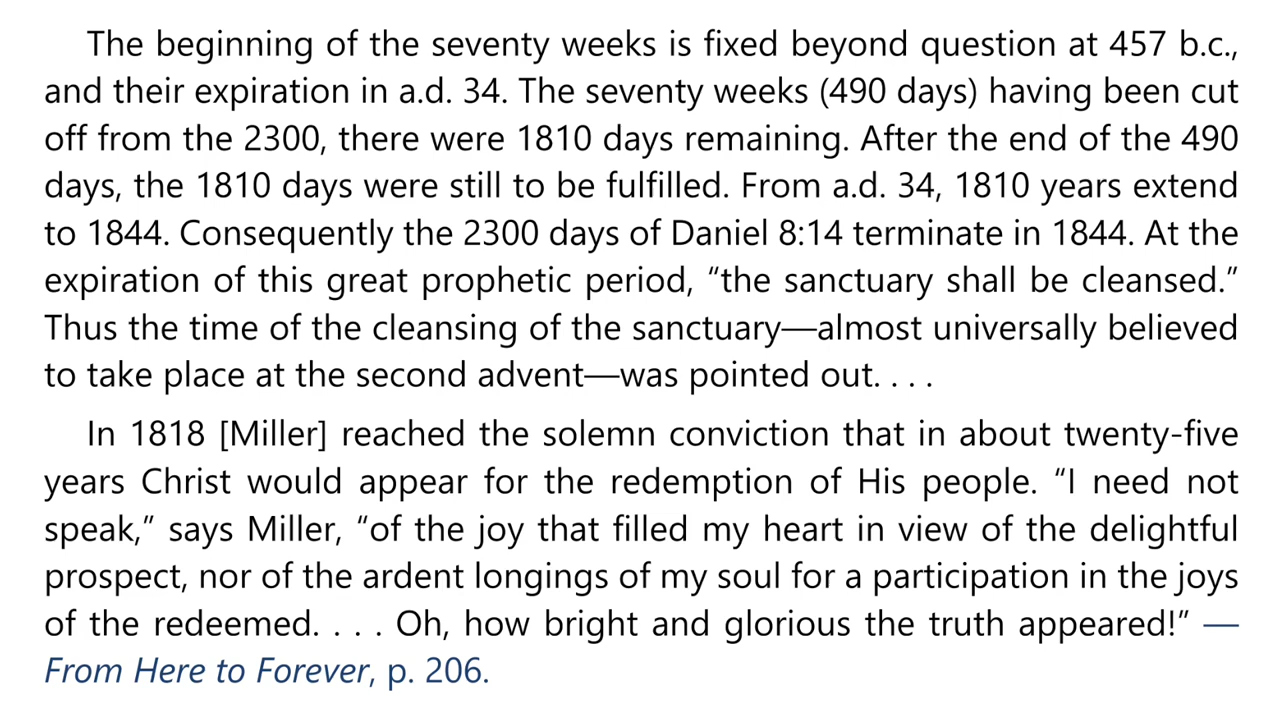 The beginning of the seventy weeks is fixed beyond question at 457 b.c.,
and their expiration in a.d. 34. The seventy weeks (490 days) having been cut
off from the 2300, there were 1810 days remaining. After the end of the 490
days, the 1810 days were still to be fulfilled. From a.d. 34, 1810 years extend
to 1844. Consequently the 2300 days of Daniel 8:14 terminate in 1844. At the
expiration of this great prophetic period, “the sanctuary shall be cleansed.”
Thus the time of the cleansing of the sanctuary—almost universally believed
to take place at the second advent—was pointed out. . . .
In 1818 [Miller] reached the solemn conviction that in about twenty-five
years Christ would appear for the redemption of His people. “I need not
speak,” says Miller, “of the joy that filled my heart in view of the delightful
prospect, nor of the ardent longings of my soul for a participation in the joys
of the redeemed. . . . Oh, how bright and glorious the truth appeared!” —
From Here to Forever, p. 206.